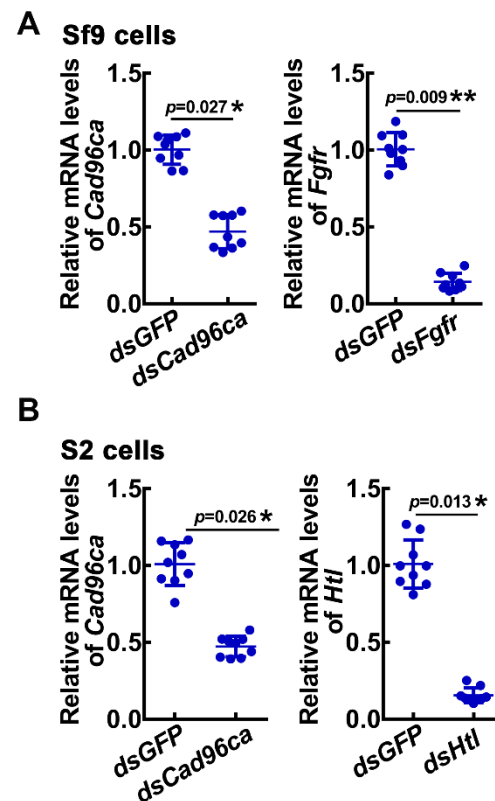 A
Sf9 cells
Relative mRNA levels
of Cad96ca
1.5
1.0
0.5
0.0
p=0.027 *
dsGFP
dsCad96ca
Relative mRNA levels
of Fgfr
1.5
1.0
0.5
0.0
p=0.009 **
dsGFP
dsFgfr
B
S2 cells
Relative mRNA levels
of Cad96ca
1.5
1.0
0.5
0.0
p=0.026 *
dsGFP
dsCad96ca
Relative mRNA levels
of Htl
1.5
1.0
0.5
0.0
p=0.013 *
dsGFP
dsHtl